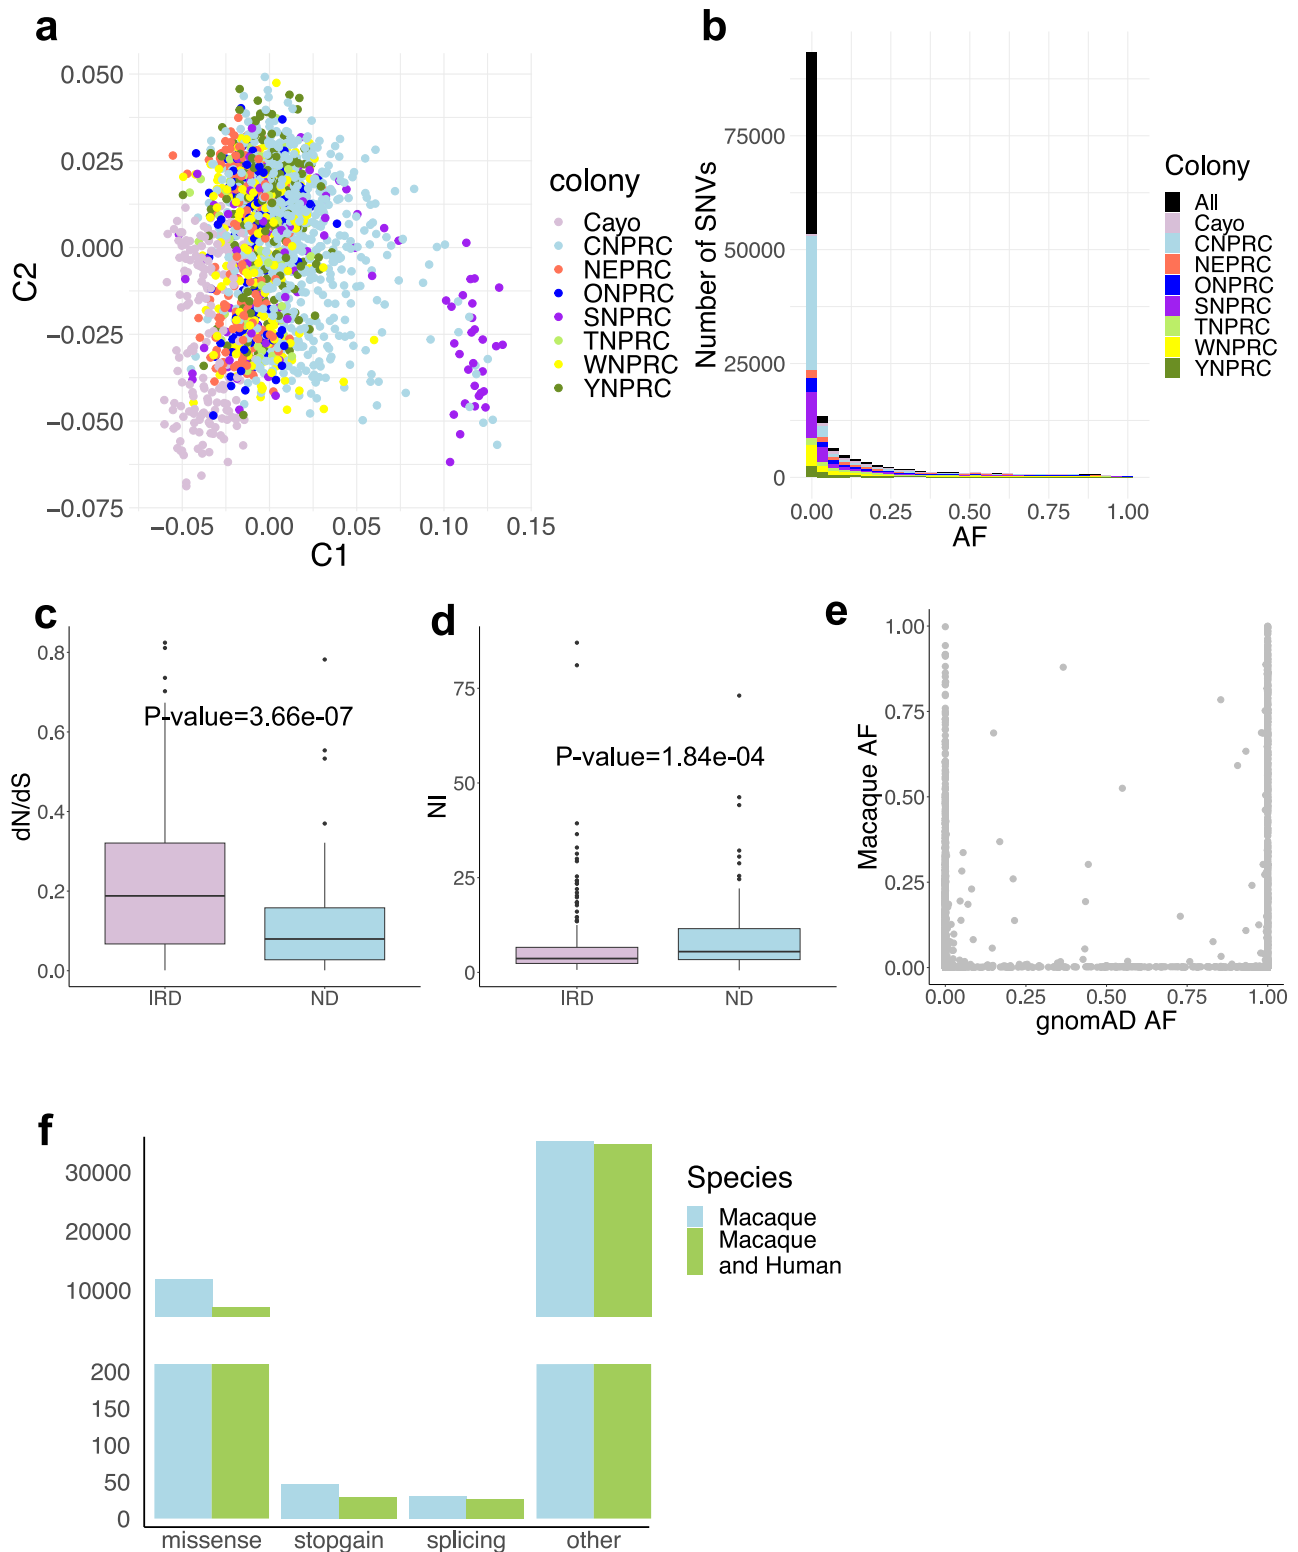 a
0.050
0.025
0.000
−0.025
−0.050
−0.075
C2
−0.05
0.00
0.05
0.10
0.15
C1
colony
Cayo
CNPRC
NEPRC
ONPRC
SNPRC
TNPRC
WNPRC
YNPRC
b
75000
50000
25000
0
Number of SNVs
0.00
0.25
0.50
0.75
1.00
AF
Colony
All
Cayo
CNPRC
NEPRC
ONPRC
SNPRC
TNPRC
WNPRC
YNPRC
c
0.8
0.6
0.4
0.2
0.0
dN/dS
P-value=3.66e-07
IRD
ND
d
75
50
25
0
NI
P-value=1.84e-04
IRD
ND
e
1.00
0.75
0.50
0.25
0.00
Macaque AF
0.00
0.25
0.50
0.75
1.00
gnomAD AF
f
30000
20000
10000
200
150
100
50
0
missense
stopgain
splicing
other
Species
Macaque
Macaque
and Human